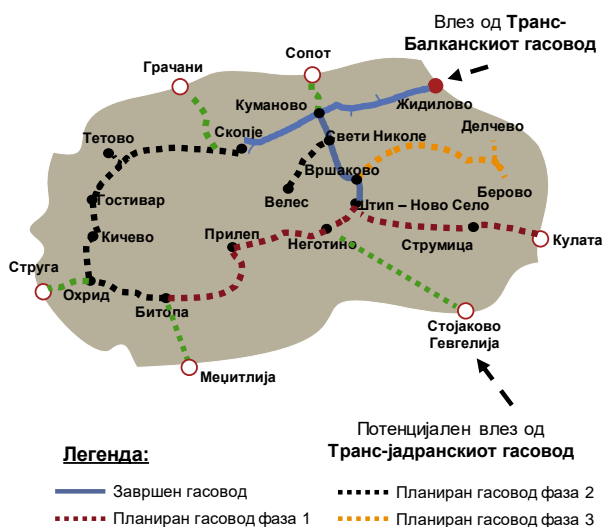 Влез од Транс-
Балканскиот гасовод
Сопот
Грачани
Куманово
Жидилово
Скопје
Свети Николе
Делчево
Тетово
Вршаково
Берово
Велес
Гостивар
Штип – Ново Село
Прилеп
Неготино
Струмица
Кулата
Кичево
Струга
Охрид
Битола
Стојаково
Гевгелија
Меџитлија
Потенцијален влез од
Транс-јадранскиот гасовод
Легенда:
Завршен гасовод
Планиран гасовод фаза 2
Планиран гасовод фаза 1
Планиран гасовод фаза 3